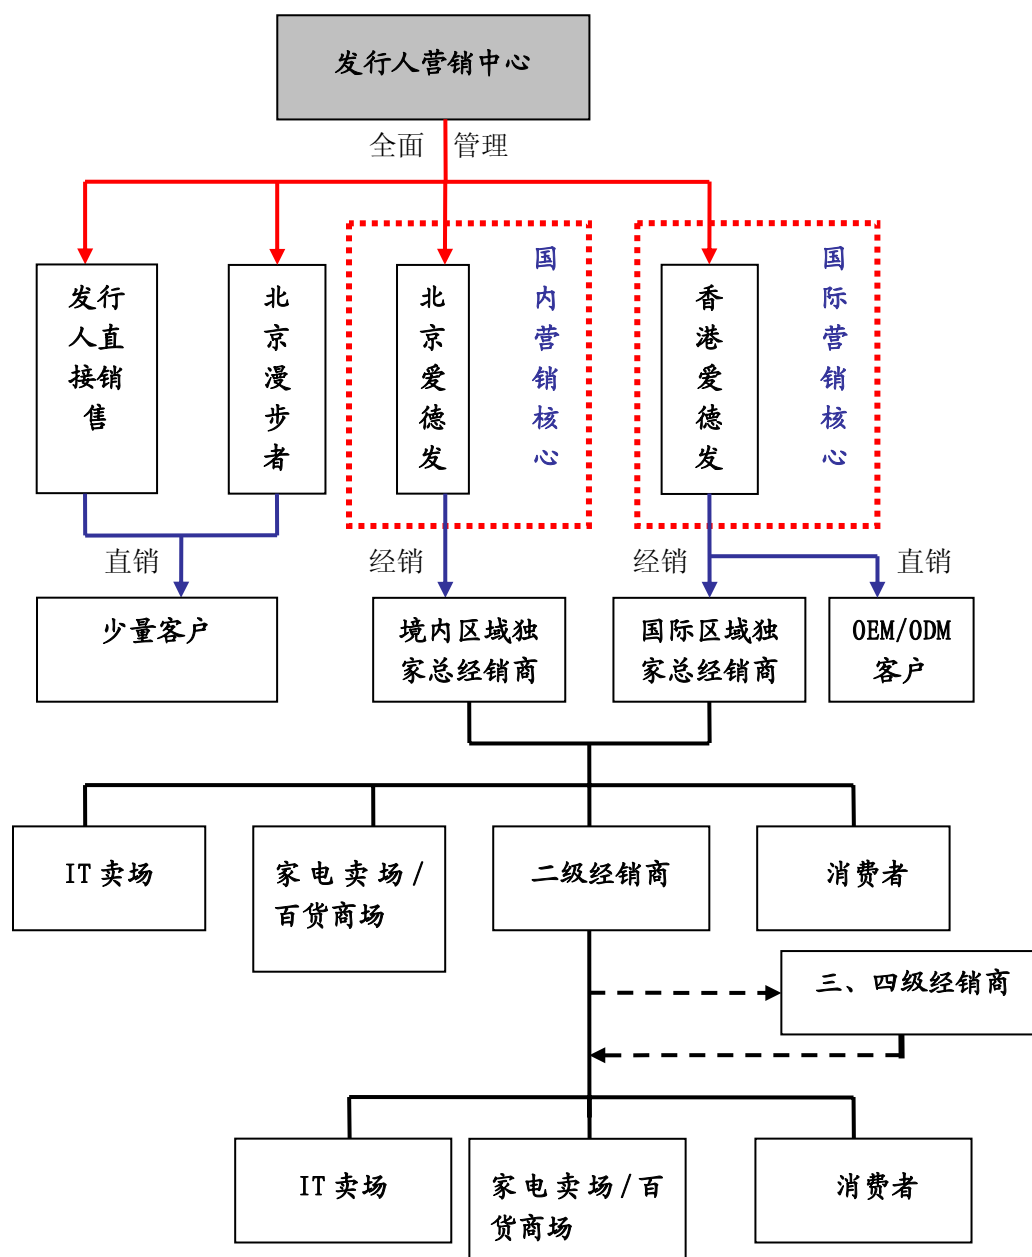 发行人营销中心
全面 管理
发行
人直
接销
售
北京漫步者
北京爱德发
国内营销核心
香港爱德发
国际营销核心
直销
经销
经销
直销
少量客户
境内区域独
家总经销商
国际区域独
家总经销商
OEM/ODM
客户
IT 卖场
家电卖场/
百货商场
二级经销商
消费者
三、四级经销商
IT 卖场
家电卖场/百
货商场
消费者